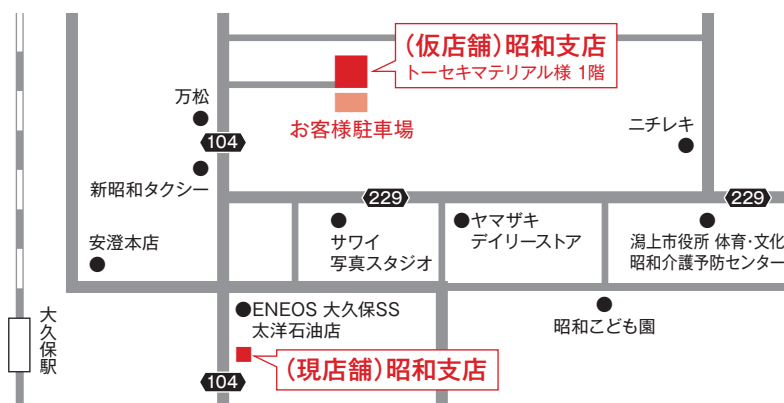 (仮店舗)昭和支店
トーセキマテリアル様 1階
お客様駐車場
万松
104
ニチレキ
新昭和タクシー
229
229
安澄本店
サワイ
写真スタジオ
ヤマザキ
デイリーストア
潟上市役所 体育・文化
昭和介護予防センター
大久保駅
ENEOS 大久保SS
太洋石油店
昭和こども園
(現店舗)昭和支店
104